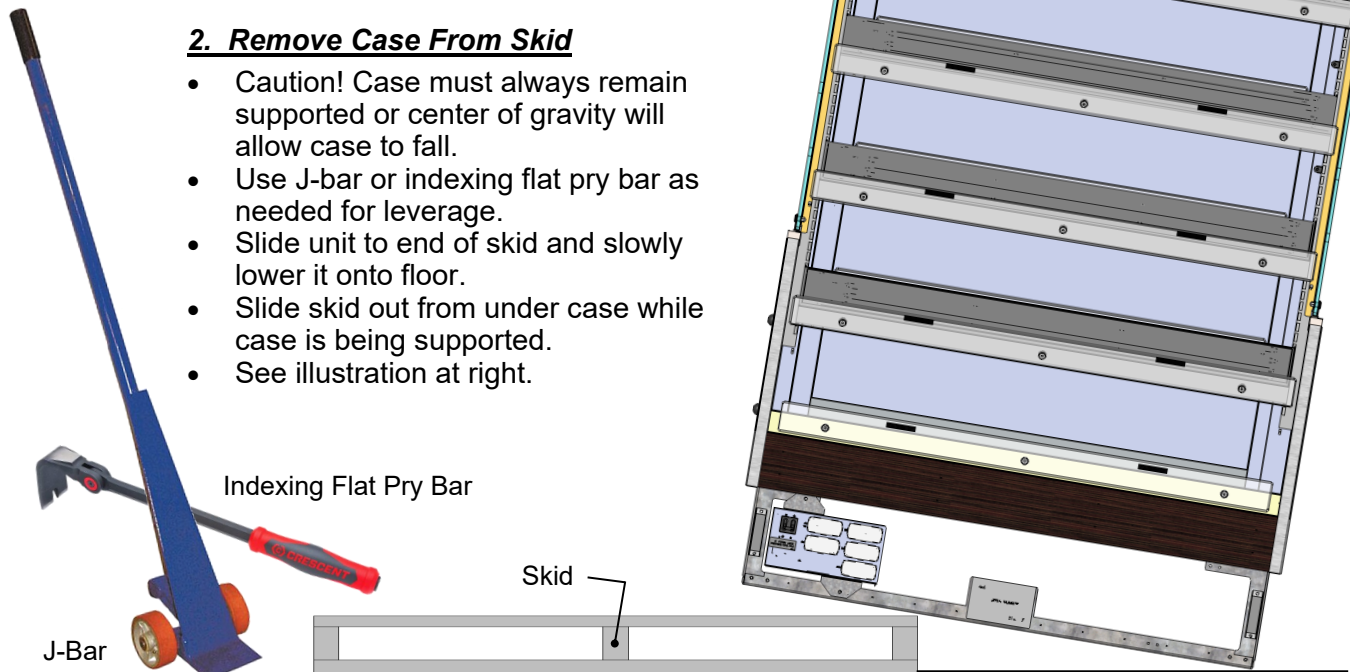 2. Remove Case From Skid
• Caution! Case must always remain
supported or center of gravity will
allow case to fall.
• Use J-bar or indexing flat pry bar as
needed for leverage.
• Slide unit to end of skid and slowly
lower it onto floor.
• Slide skid out from under case while
case is being supported.
• See illustration at right.
Indexing Flat Pry Bar
CRESCENT
Skid
J-Bar